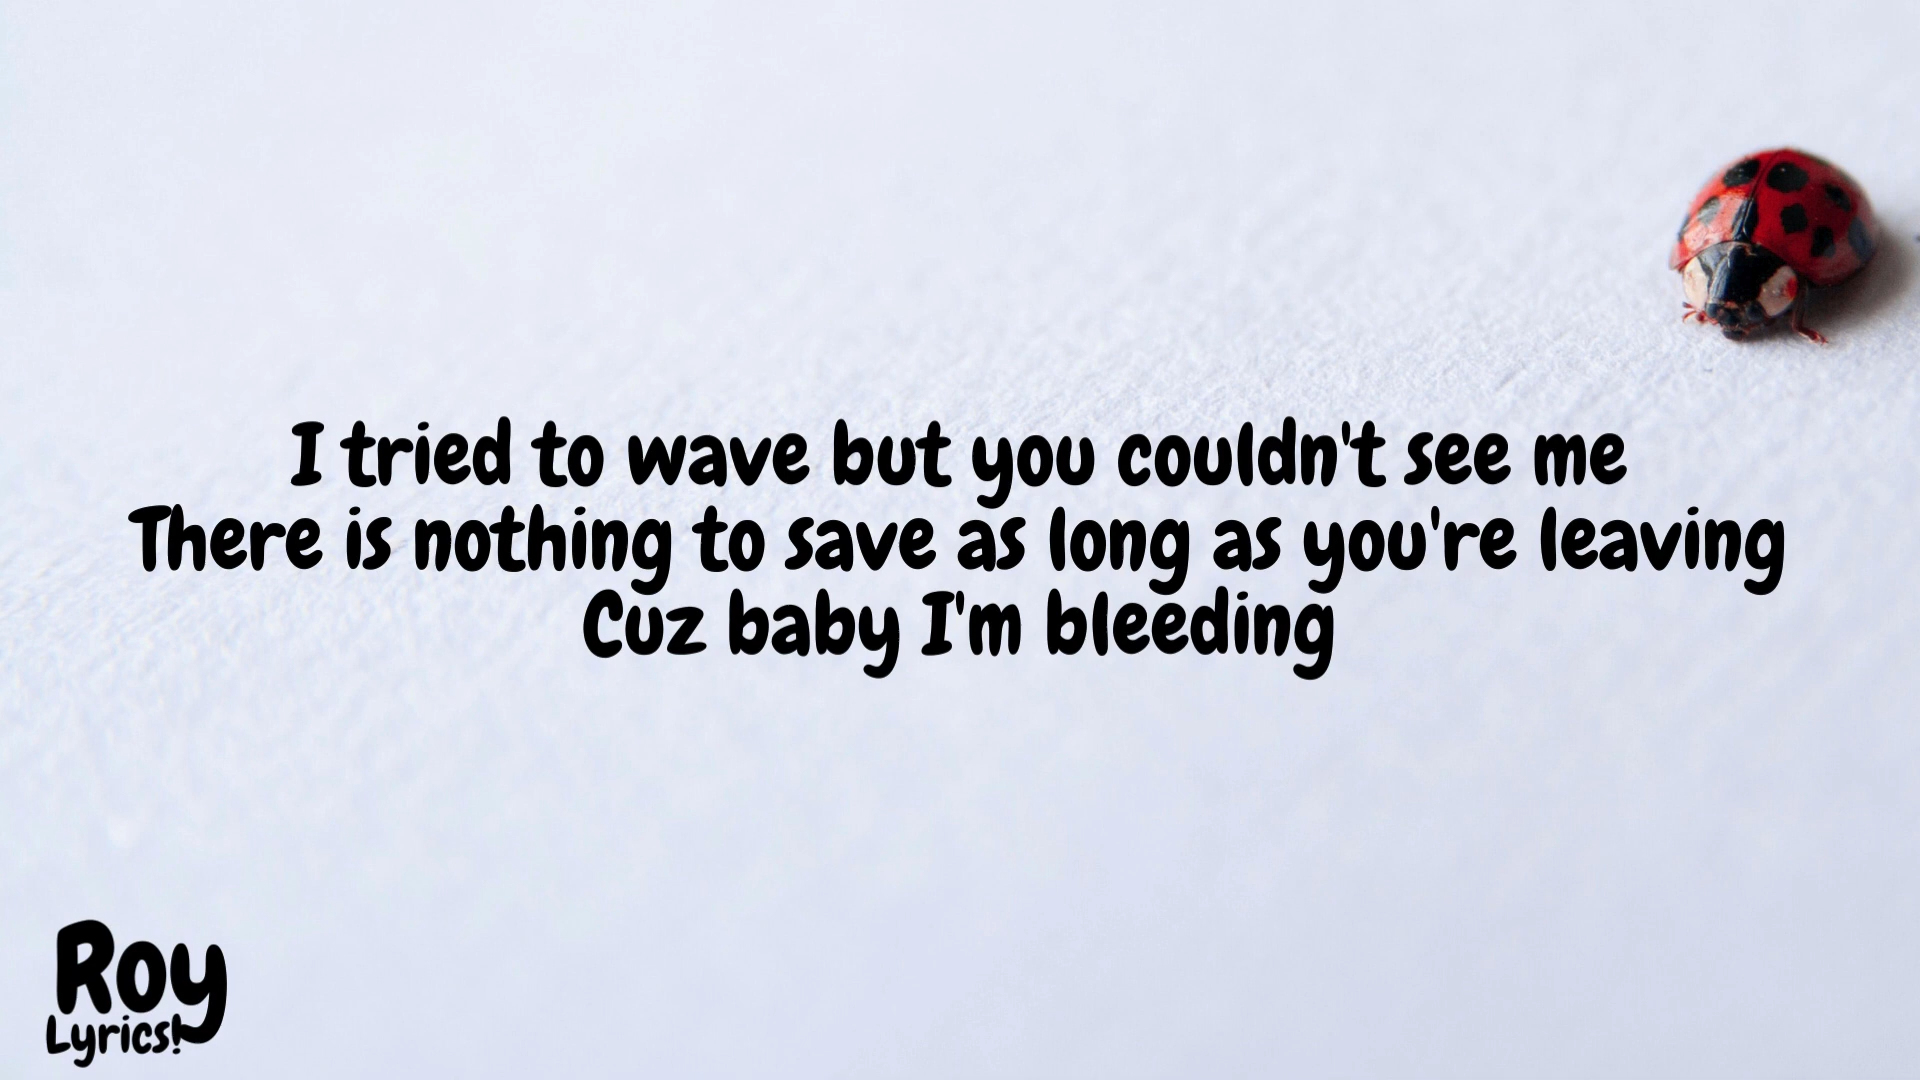 I tried to wave but you couldn't see me
There is nothing to save as long as you're leaving
Cuz baby I'm bleeding
Roy
Lyrics!